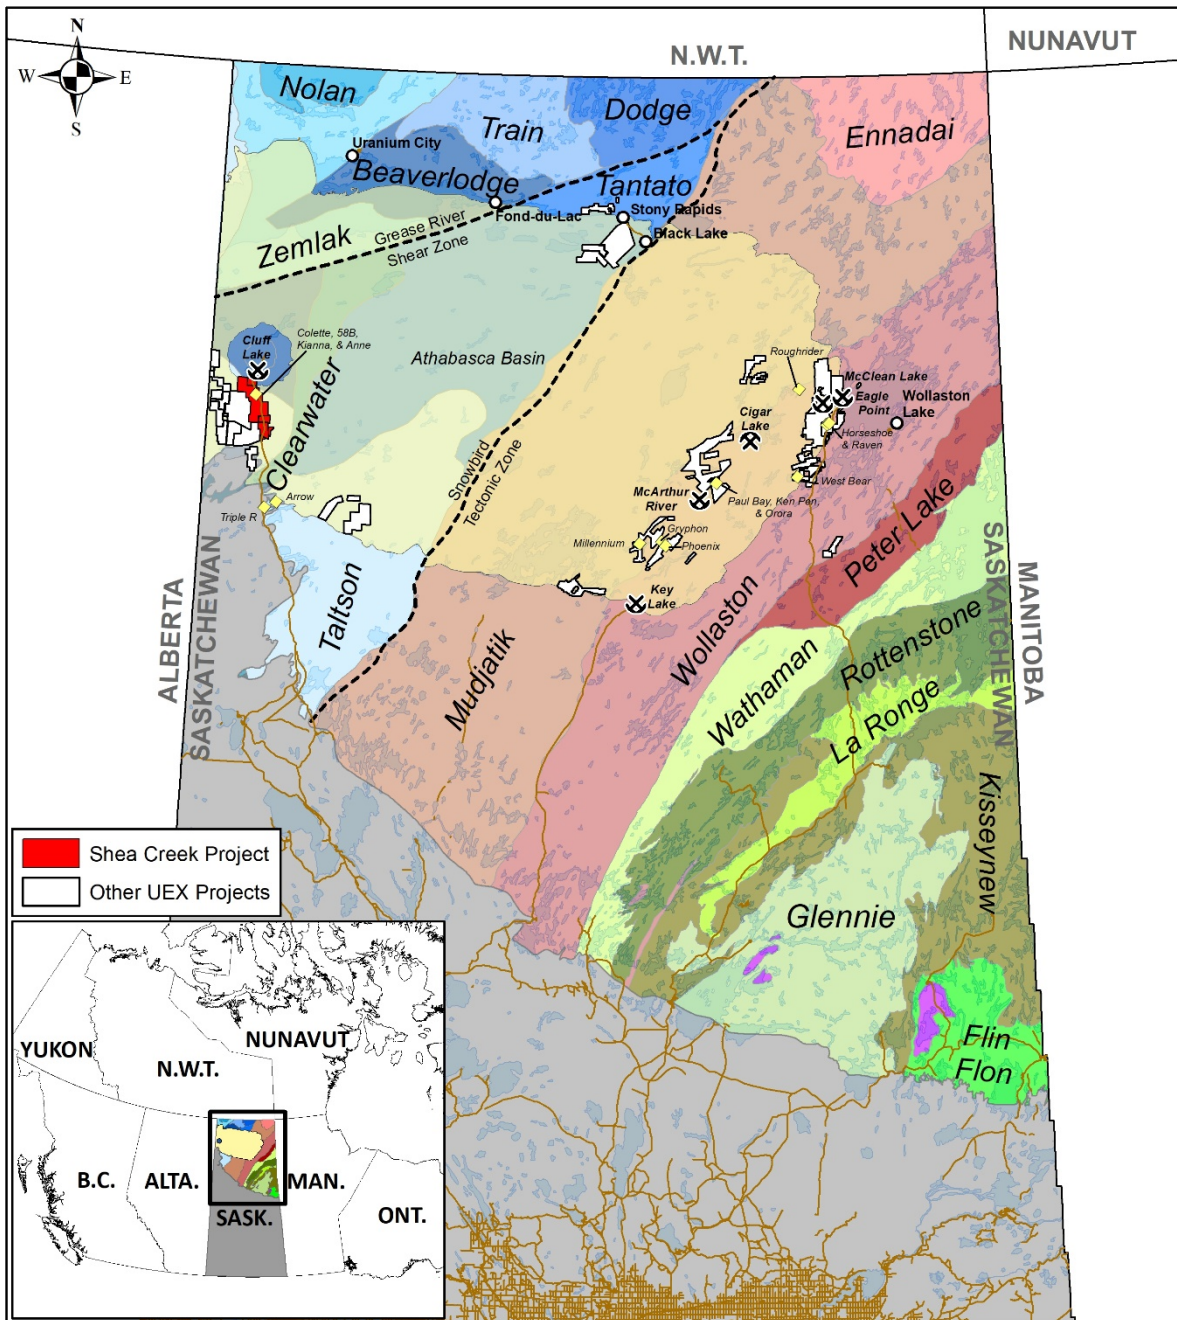 N
W
E
S
N.W.T.
NUNAVUT
Nolan
Train
Dodge
Ennadai
Uranium City
Beaverlodge
Tantato
Fond-du-Lac
Stony Rapids
Black Lake
Zemlak
Grease River
Shear Zone
Athabasca Basin
Cluff
Lake
Colette, 58B,
Kianna, & Anne
Clearwater
Snowbird
Tectonic Zone
Roughrider
McClean Lake
Eagle
Point
Wollaston
Lake
Cigar
Lake
Horseshoe
& Raven
McArthur
River
West Bear
Paul Bay, Ken Pen,
& Orora
Arrow
Triple R
Gryphon
Millennium
Phoenix
Key
Lake
Peter Lake
Taltson
Mudjatik
Wollaston
Wathaman
Rottenstone
La Ronge
Kisseynew
Glennie
Flin
Flon
ALBERTA
SASKATCHEWAN
SASKATCHEWAN
MANITOBA
Shea Creek Project
Other UEX Projects
YUKON
N.W.T.
NUNAVUT
B.C.
ALTA.
SASK.
MAN.
ONT.